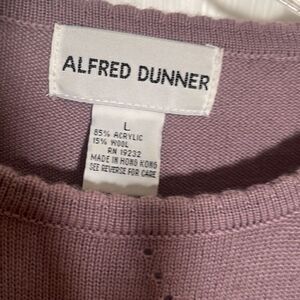 ALFRED DUNNER
L
85% ACRYLIC
15% WOOL
RN 19232
MADE IN HONG KONG
SEE REVERSE FOR CARE